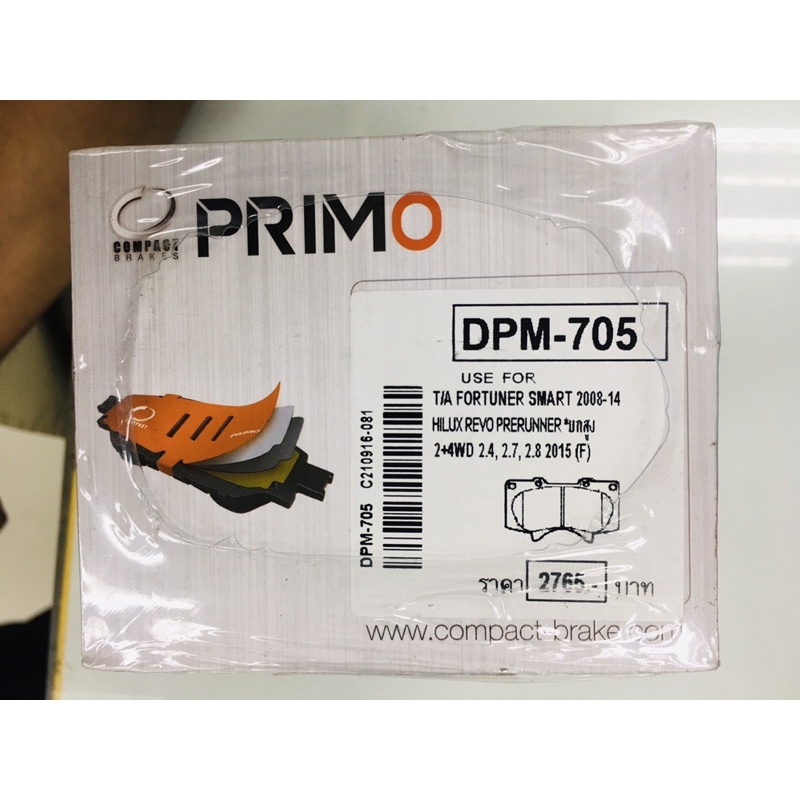 COMPACT
BRAKES
PRIMO
DPM-705
USE FOR
T/A FORTUNER SMART 2008-14
HILUX REVO PRERUNNER *ยกสูง
2+4WD 2.4, 2.7, 2.8 2015 (F)
DPM-705 C210916-081
PRIMO
ราคา 2765.- บาท
www.compact-brake.com